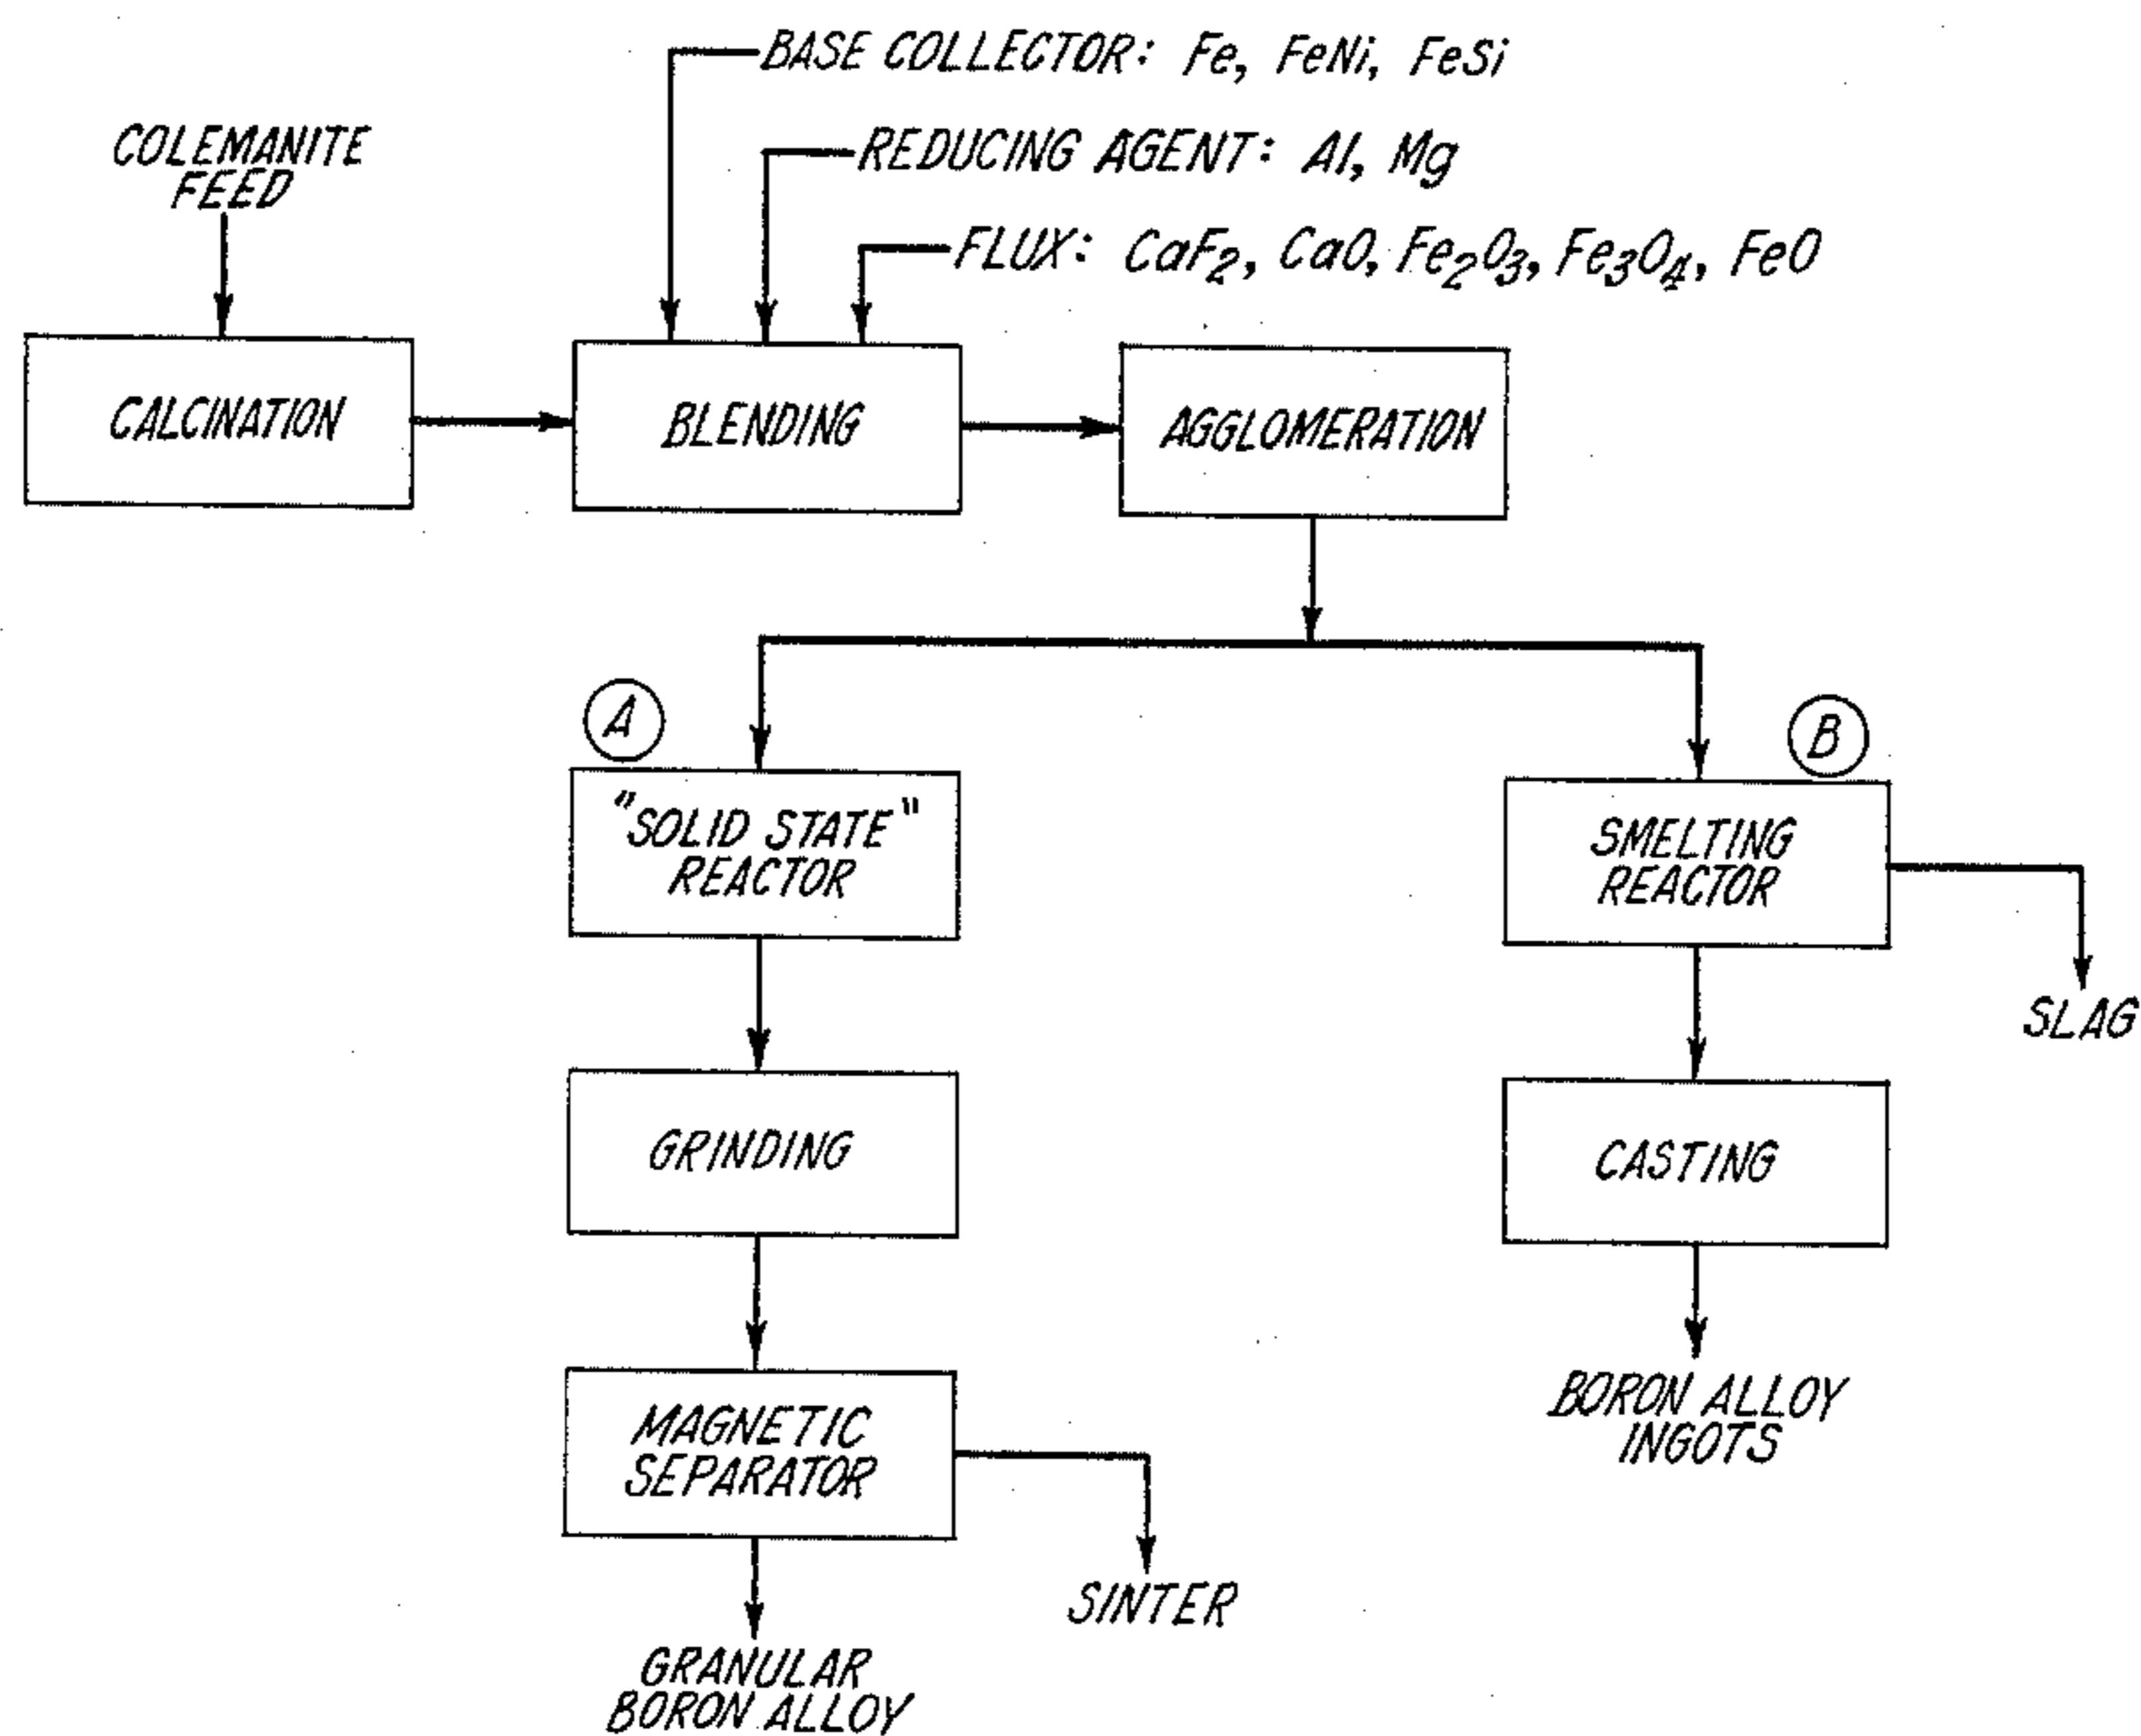 BASE COLLECTOR: Fe, FeNi, FeSi
COLEMANITE
FEED
REDUCING AGENT: Al, Mg
FLUX: CaF2, CaO, Fe2O3, Fe3O4, FeO
CALCINATION
BLENDING
AGGLOMERATION
A
B
"SOLID STATE"
REACTOR
SMELTING
REACTOR
SLAG
GRINDING
CASTING
MAGNETIC
SEPARATOR
BORON ALLOY
INGOTS
SINTER
GRANULAR
BORON ALLOY